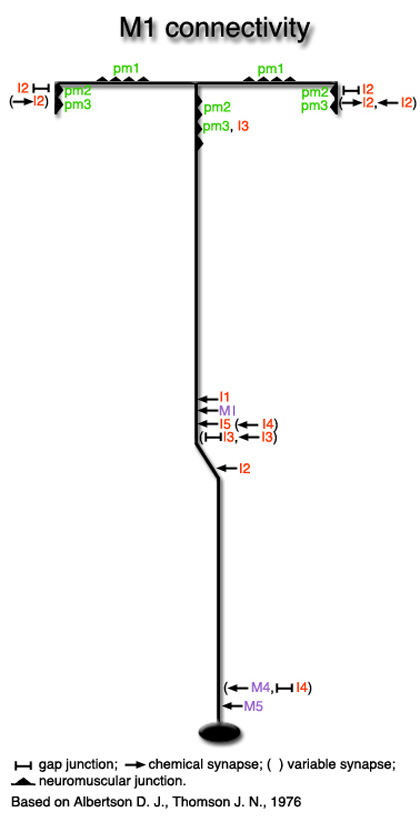 M1 connectivity
pm1 pm1
I2 pm2 pm2 I2
( I2) pm3 pm3 ( I2, I2)
pm2
pm3, I3
I1
M1
I5 ( I4)
( I3, I3)
I2
( M4, I4)
M5
gap junction; chemical synapse; ( ) variable synapse;
neuromuscular junction.
Based on Albertson D. J., Thomson J. N., 1976